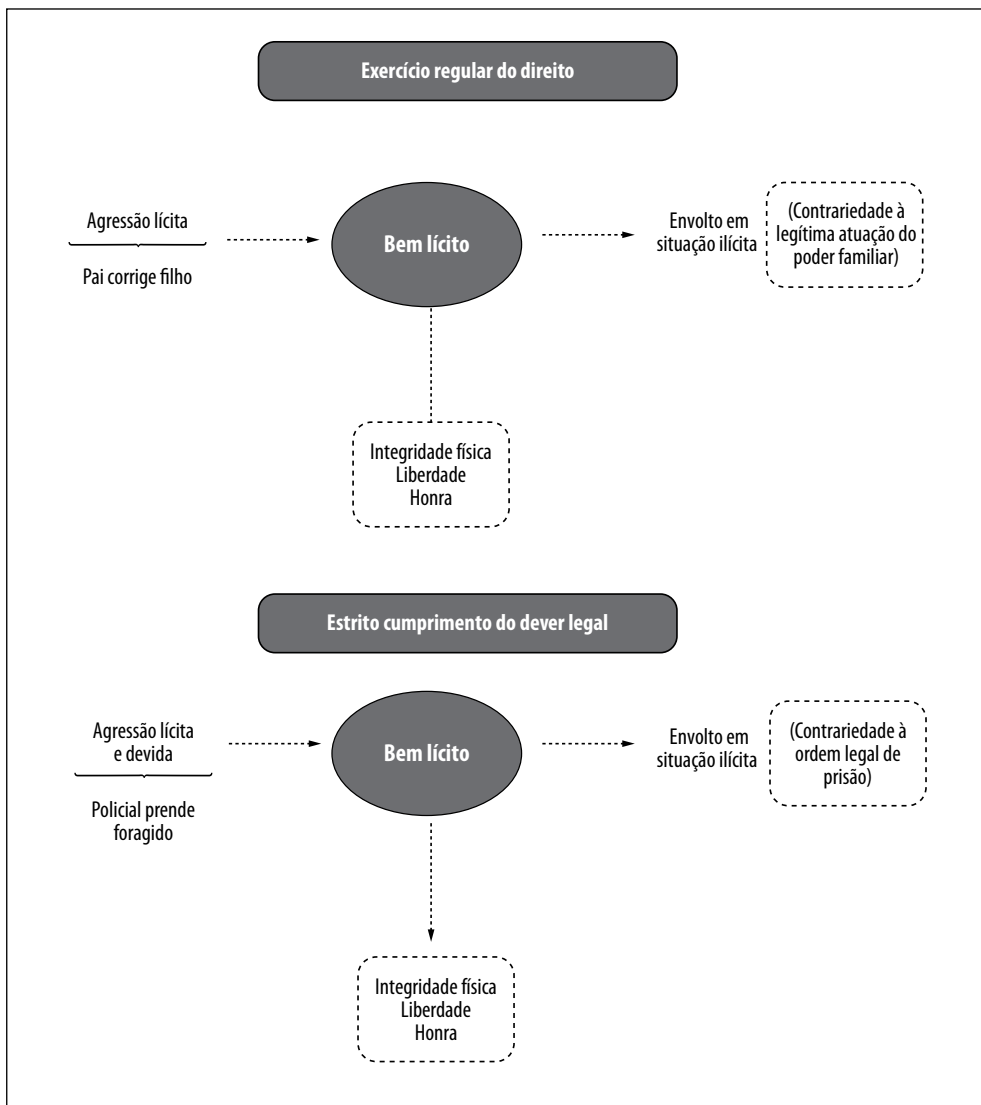 Exercício regular do direito
Agressão lícita
Pai corrige filho
Bem lícito
Envolto em
situação ilícita
(Contrariedade à
legítima atuação do
poder familiar)
Integridade física
Liberdade
Honra
Estrito cumprimento do dever legal
Agressão lícita
e devida
Policial prende
foragido
Bem lícito
Envolto em
situação ilícita
(Contrariedade à
ordem legal de
prisão)
Integridade física
Liberdade
Honra